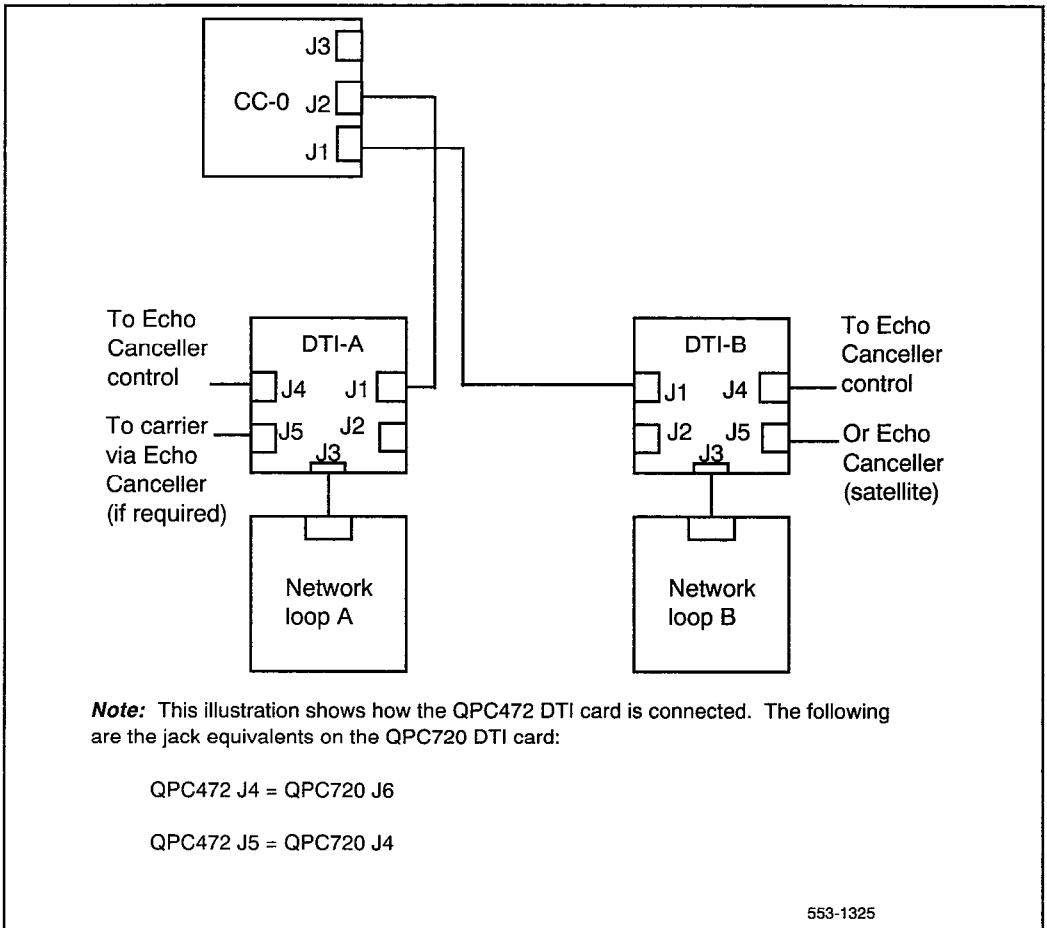 J3
CC-0 J2
J1
To Echo
Canceller
control
DTI-A
J4 J1
To carrier
via Echo
Canceller
(if required)
J5 J2
J3
Network
loop A
DTI-B
J1 J4
J2 J5
J3
To Echo
Canceller
control
Or Echo
Canceller
(satellite)
Network
loop B
Note: This illustration shows how the QPC472 DTI card is connected. The following
are the jack equivalents on the QPC720 DTI card:
QPC472 J4 = QPC720 J6
QPC472 J5 = QPC720 J4
553-1325